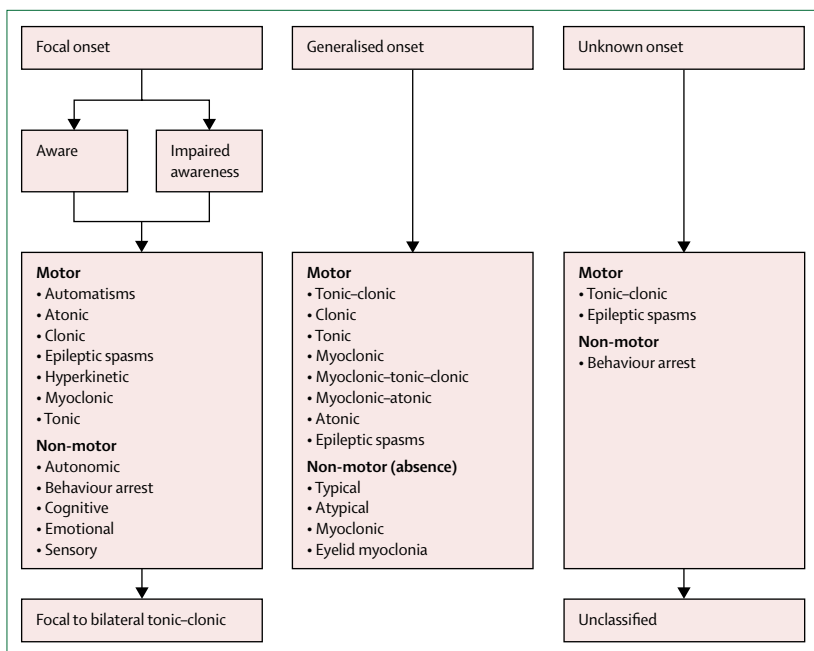 Focal onset
Aware
Impaired
awareness
Motor
• Automatisms
• Atonic
• Clonic
• Epileptic spasms
• Hyperkinetic
• Myoclonic
• Tonic
Non-motor
• Autonomic
• Behaviour arrest
• Cognitive
• Emotional
• Sensory
Focal to bilateral tonic–clonic
Generalised onset
Motor
• Tonic–clonic
• Clonic
• Tonic
• Myoclonic
• Myoclonic–tonic–clonic
• Myoclonic–atonic
• Atonic
• Epileptic spasms
Non-motor (absence)
• Typical
• Atypical
• Myoclonic
• Eyelid myoclonia
Unknown onset
Motor
• Tonic–clonic
• Epileptic spasms
Non-motor
• Behaviour arrest
Unclassified